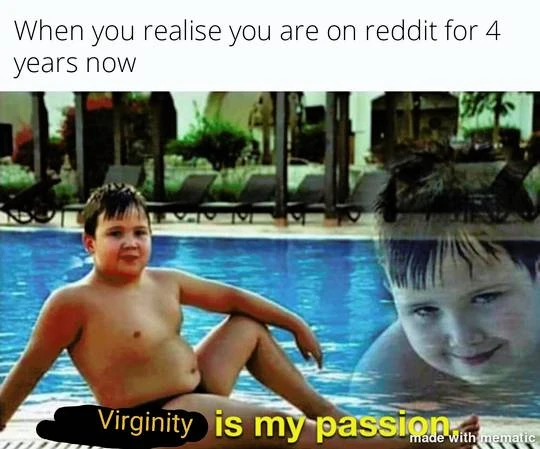 When you realise you are on reddit for 4
years now
Virginity is my passion.
made with mematic